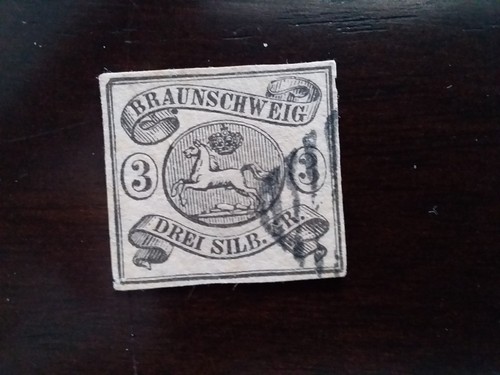 BRAUNSCHWEIG
3 3
DREI SILB. GR.